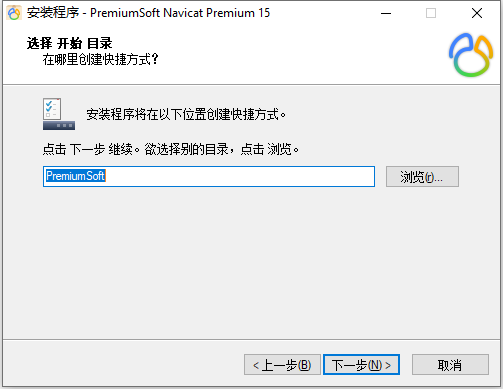 安装程序 - PremiumSoft Navicat Premium 15
选择 开始 目录
在哪里创建快捷方式？
安装程序将在以下位置创建快捷方式。
点击 下一步 继续。欲选择别的目录，点击 浏览。
PremiumSoft
浏览(r)...
< 上一步(B)
下一步(N) >
取消